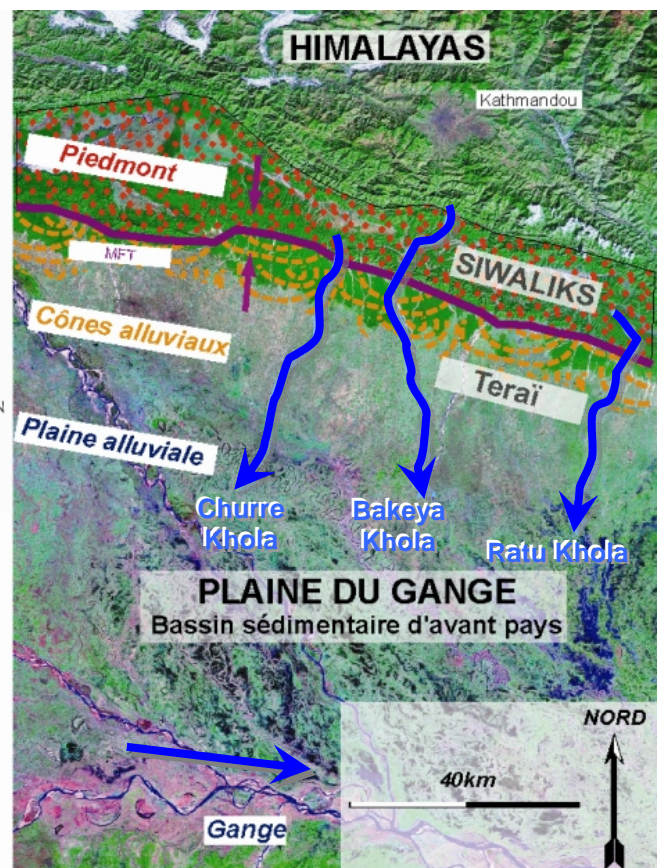 HIMALAYAS
Kathmandou
Piedmont
MFT
SIWALIKS
Cônes alluviaux
Teraï
Plaine alluviale
Churre
Khola
Bakeya
Khola
Ratu Khola
PLAINE DU GANGE
Bassin sédimentaire d'avant pays
NORD
40km
Gange